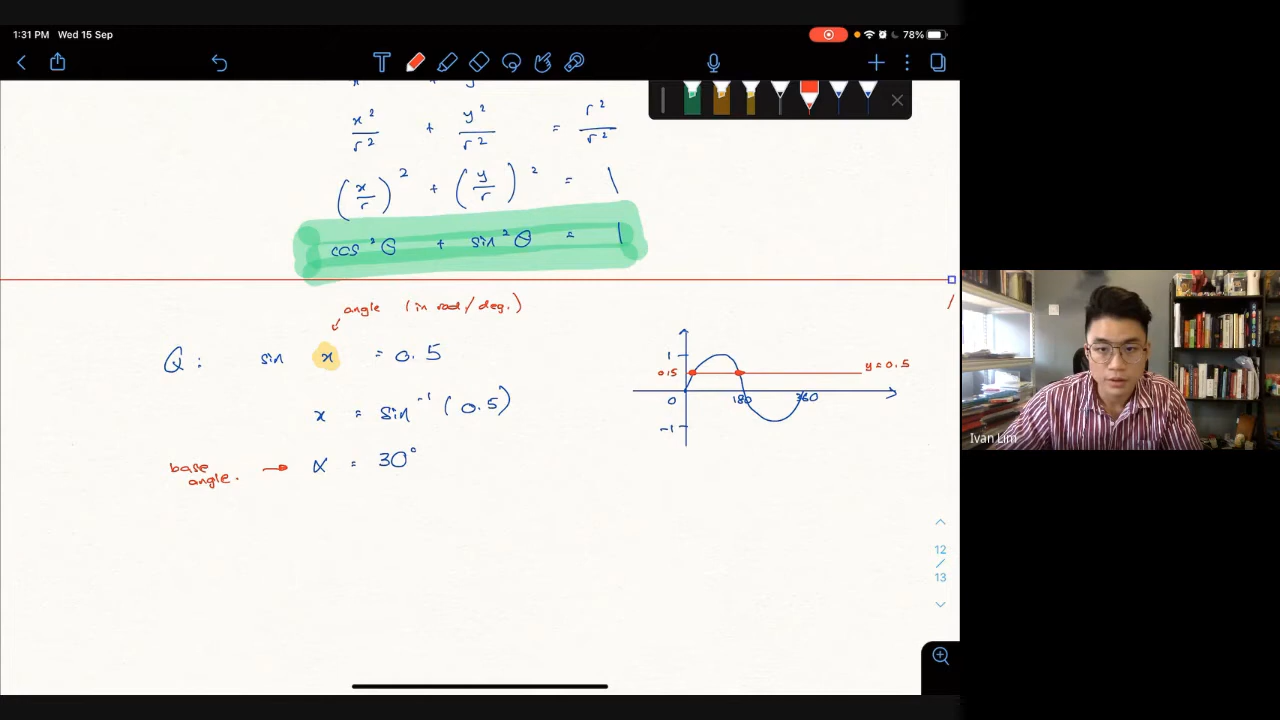 1:31 PM Wed 15 Sep
78%
x² / r² + y² / r² = r² / r²
(x/r)² + (y/r)² = 1
cos²θ + sin²θ = 1
angle (in rad/deg.)
Q: sin x = 0.5
x = sin⁻¹ (0.5)
base angle. → α = 30°
1
0.5
y = 0.5
0
180
360
-1
12
/
13
Ivan Lim